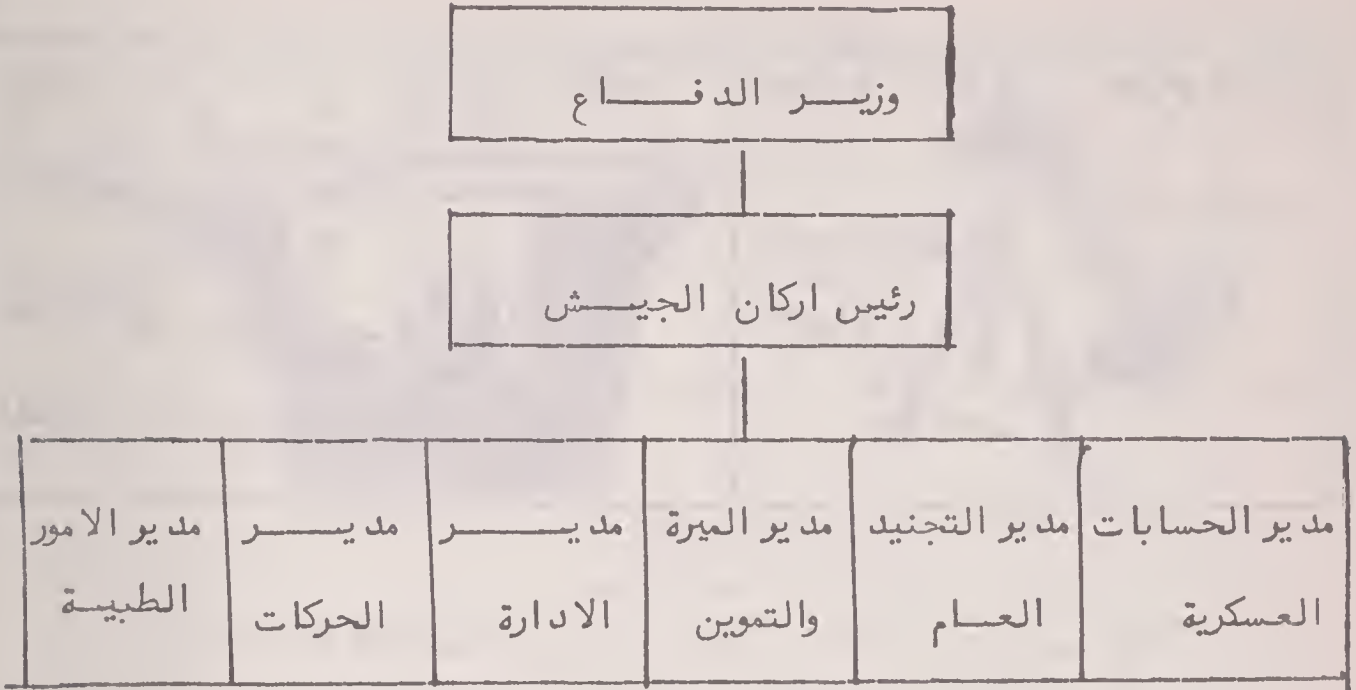 وزير الدفاع
رئيس اركان الجيش
مدير الحسابات
العسكرية
مدير التجنيد
العام
مدير الميرة
والتموين
مدير
الادارة
مدير
الحركات
مدير الامور
الطبية